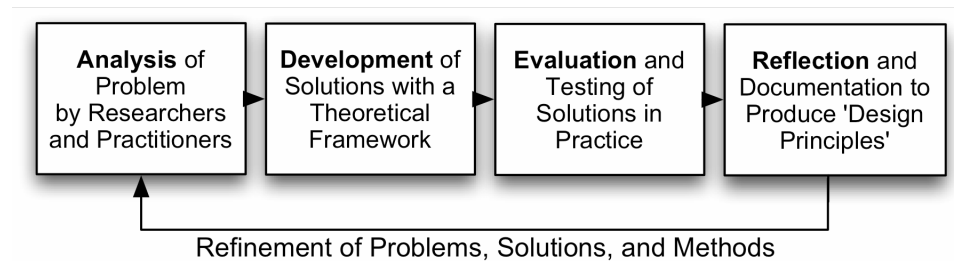 Analysis of
Problem
by Researchers
and Practitioners
Development of
Solutions with a
Theoretical
Framework
Evaluation and
Testing of
Solutions in
Practice
Reflection and
Documentation to
Produce 'Design
Principles'
Refinement of Problems, Solutions, and Methods